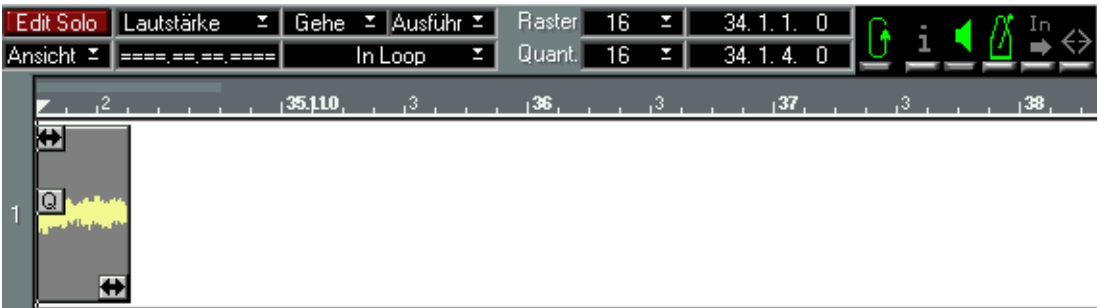 Edit Solo Lautstärke Gehe Ausführ Raster 16 34. 1. 1. 0 In
Ansicht ====.==.==.==== In Loop Quant. 16 34. 1. 4. 0
2 35.1.1.0 3 36 3 37 3 38
Q
1